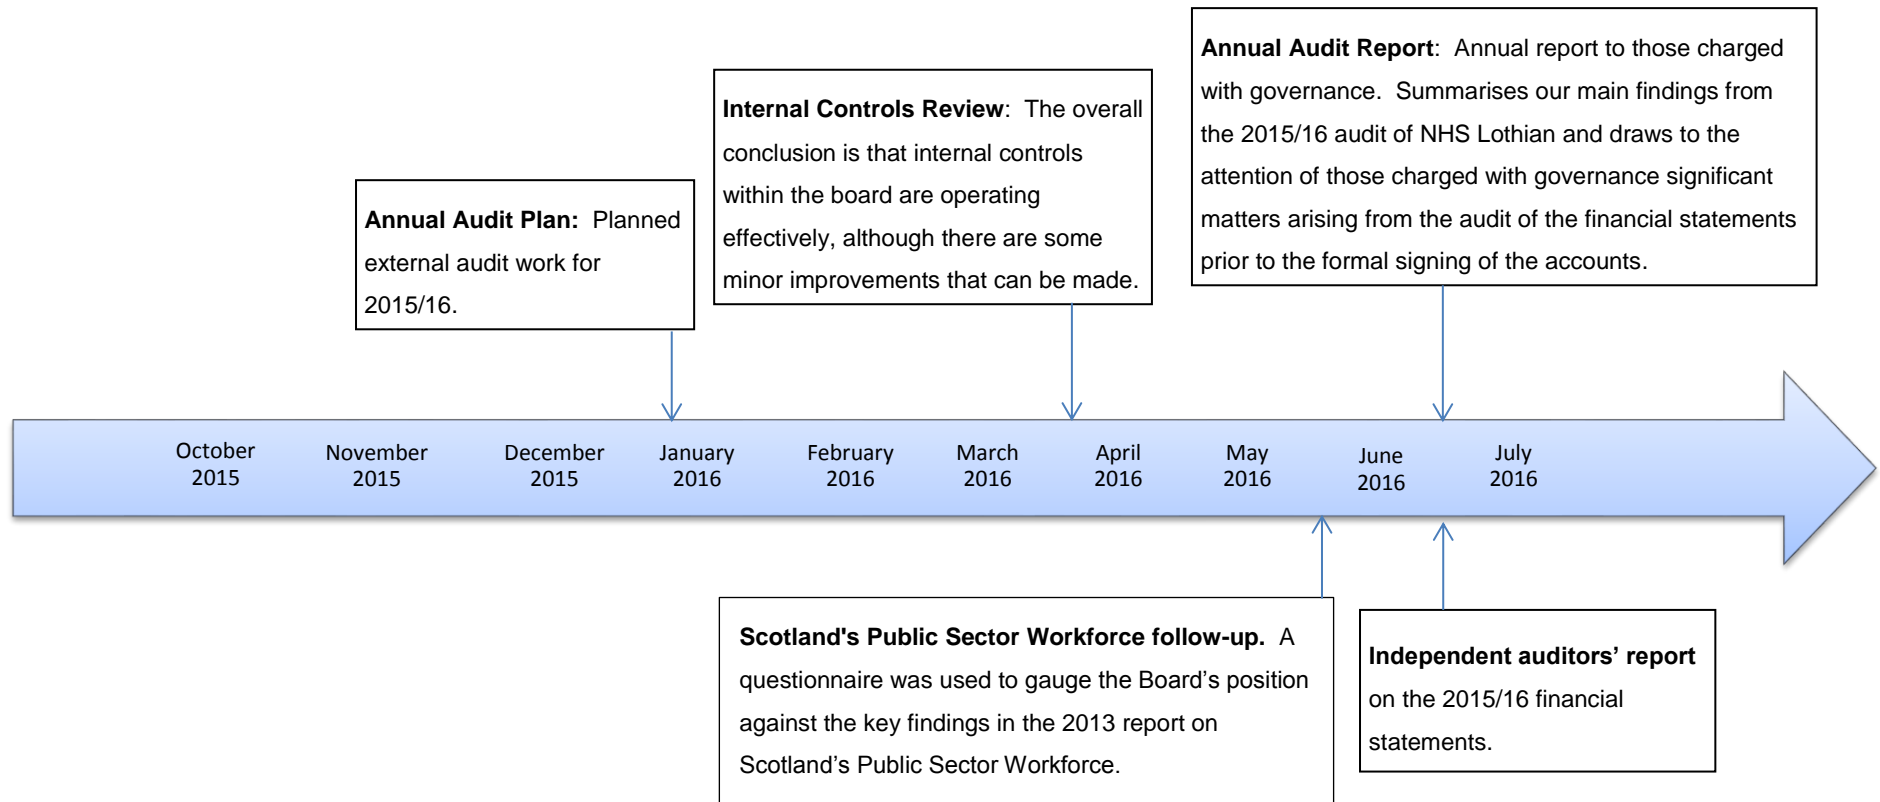 Annual Audit Plan: Planned
external audit work for
2015/16.
Internal Controls Review: The overall
conclusion is that internal controls
within the board are operating
effectively, although there are some
minor improvements that can be made.
Annual Audit Report: Annual report to those charged
with governance. Summarises our main findings from
the 2015/16 audit of NHS Lothian and draws to the
attention of those charged with governance significant
matters arising from the audit of the financial statements
prior to the formal signing of the accounts.
October
2015
November
2015
December
2015
January
2016
February
2016
March
2016
April
2016
May
2016
June
2016
July
2016
Scotland's Public Sector Workforce follow-up. A
questionnaire was used to gauge the Board’s position
against the key findings in the 2013 report on
Scotland’s Public Sector Workforce.
Independent auditors’ report
on the 2015/16 financial
statements.